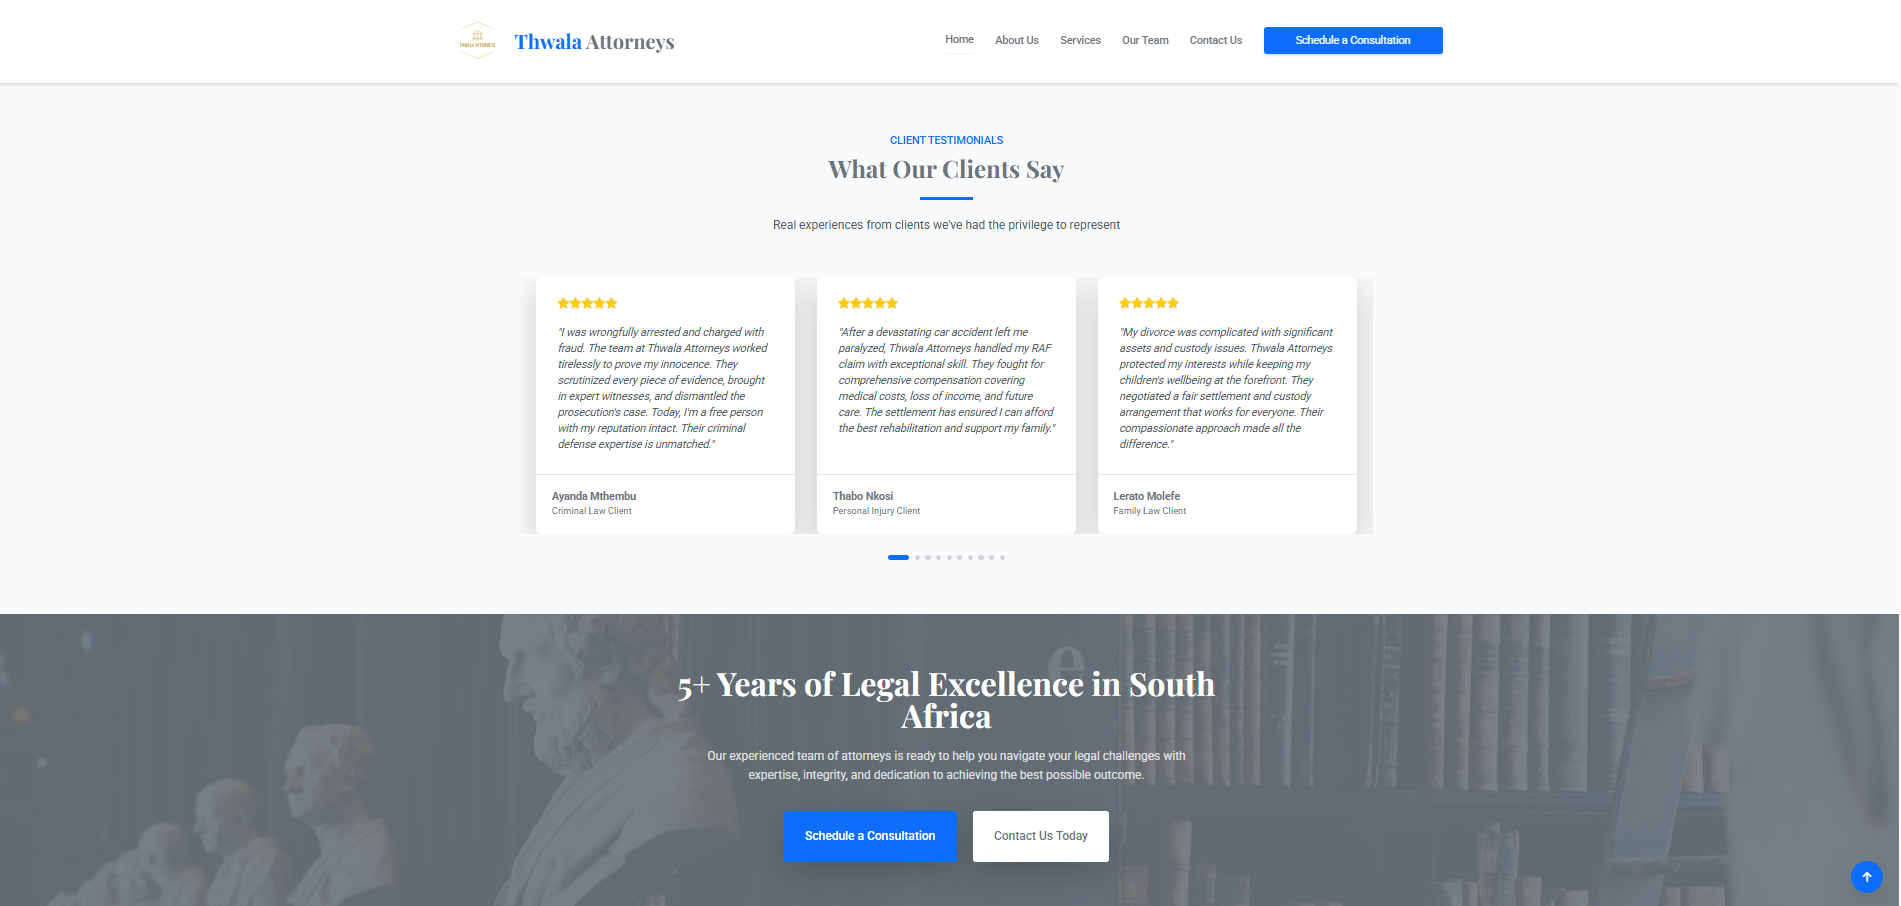 THWALA ATTORNEYS
Thwala Attorneys
Home
About Us
Services
Our Team
Contact Us
Schedule a Consultation
CLIENT TESTIMONIALS
What Our Clients Say
Real experiences from clients we've had the privilege to represent
"I was wrongfully arrested and charged with
fraud. The team at Thwala Attorneys worked
tirelessly to prove my innocence. They
scrutinized every piece of evidence, brought
in expert witnesses, and dismantled the
prosecution's case. Today, I'm a free person
with my reputation intact. Their criminal
defense expertise is unmatched."
Ayanda Mthembu
Criminal Law Client
"After a devastating car accident left me
paralyzed, Thwala Attorneys handled my RAF
claim with exceptional skill. They fought for
comprehensive compensation covering
medical costs, loss of income, and future
care. The settlement has ensured I can afford
the best rehabilitation and support my family."
Thabo Nkosi
Personal Injury Client
"My divorce was complicated with significant
assets and custody issues. Thwala Attorneys
protected my interests while keeping my
children's wellbeing at the forefront. They
negotiated a fair settlement and custody
arrangement that works for everyone. Their
compassionate approach made all the
difference."
Lerato Molefe
Family Law Client
e
5+ Years of Legal Excellence in South
Africa
Our experienced team of attorneys is ready to help you navigate your legal challenges with
expertise, integrity, and dedication to achieving the best possible outcome.
Schedule a Consultation
Contact Us Today